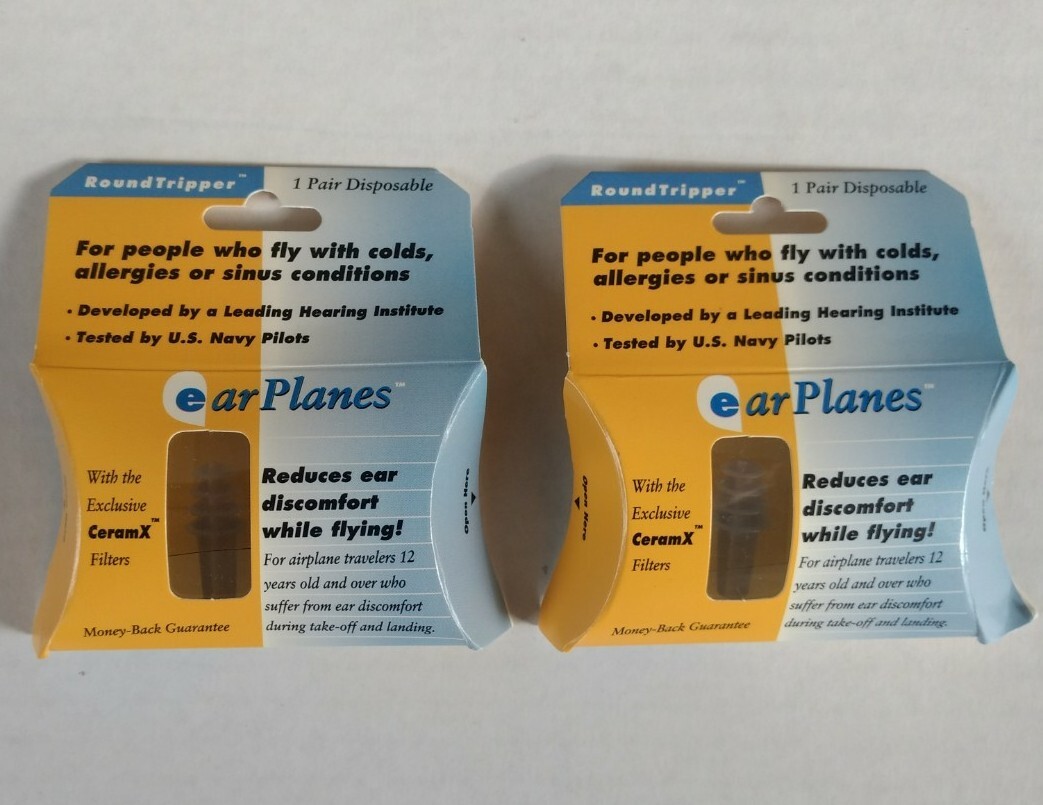 RoundTripper™ 1 Pair Disposable
For people who fly with colds,
allergies or sinus conditions
• Developed by a Leading Hearing Institute
• Tested by U.S. Navy Pilots
earPlanes™
With the
Exclusive
CeramX™
Filters
Reduces ear
discomfort
while flying!
For airplane travelers 12
years old and over who
suffer from ear discomfort
during take-off and landing.
Money-Back Guarantee
Open Here
RoundTripper™ 1 Pair Disposable
For people who fly with colds,
allergies or sinus conditions
• Developed by a Leading Hearing Institute
• Tested by U.S. Navy Pilots
earPlanes™
Open Here
With the
Exclusive
CeramX™
Filters
Reduces ear
discomfort
while flying!
For airplane travelers 12
years old and over who
suffer from ear discomfort
during take-off and landing.
Money-Back Guarantee